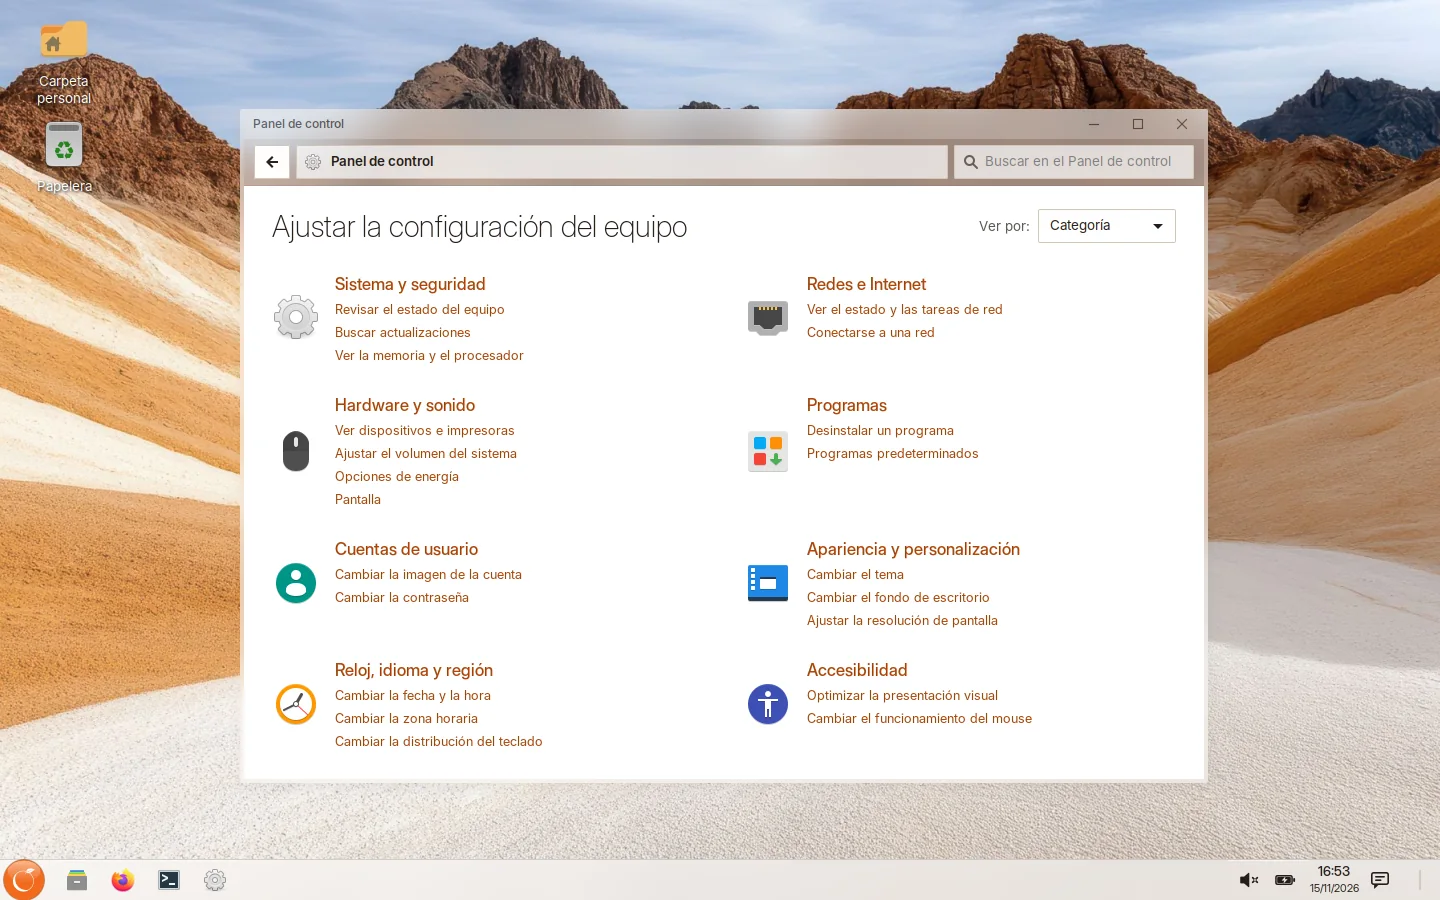 Carpeta
personal
Papelera
Panel de control
Panel de control
Buscar en el Panel de control
Ajustar la configuración del equipo
Ver por:
Categoría
Sistema y seguridad
Revisar el estado del equipo
Buscar actualizaciones
Ver la memoria y el procesador
Redes e Internet
Ver el estado y las tareas de red
Conectarse a una red
Hardware y sonido
Ver dispositivos e impresoras
Ajustar el volumen del sistema
Opciones de energía
Pantalla
Programas
Desinstalar un programa
Programas predeterminados
Cuentas de usuario
Cambiar la imagen de la cuenta
Cambiar la contraseña
Apariencia y personalización
Cambiar el tema
Cambiar el fondo de escritorio
Ajustar la resolución de pantalla
Reloj, idioma y región
Cambiar la fecha y la hora
Cambiar la zona horaria
Cambiar la distribución del teclado
Accesibilidad
Optimizar la presentación visual
Cambiar el funcionamiento del mouse
16:53
15/11/2026